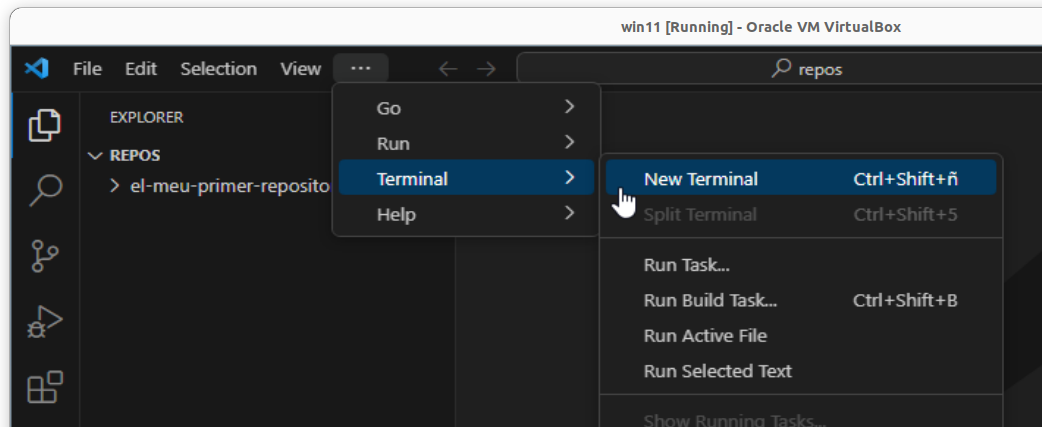 win11 [Running] - Oracle VM VirtualBox
File Edit Selection View ··· repos
EXPLORER
REPOS
el-meu-primer-reposito
Go
Run
Terminal
Help
New Terminal Ctrl+Shift+ñ
Split Terminal Ctrl+Shift+5
Run Task...
Run Build Task... Ctrl+Shift+B
Run Active File
Run Selected Text
Show Running Tasks...